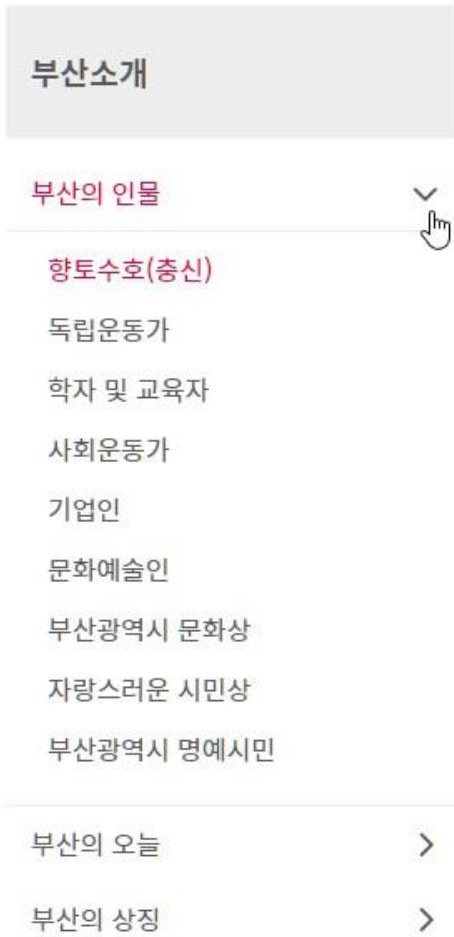 부산소개
부산의 인물
향토수호(충신)
독립운동가
학자 및 교육자
사회운동가
기업인
문화예술인
부산광역시 문화상
자랑스러운 시민상
부산광역시 명예시민
부산의 오늘
부산의 상징